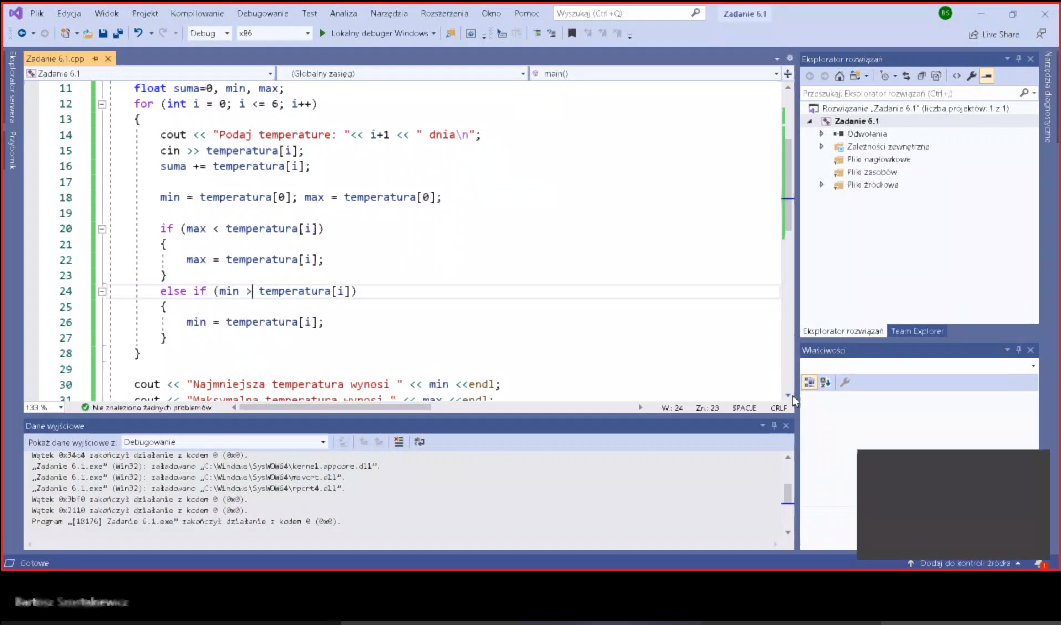 Plik Edycja Widok Projekt Kompilowanie Debugowanie Test Analiza Narzędzia Rozszerzenia Okno Pomoc Wyszukaj (Ctrl+Q) Zadanie 6.1 BS
Debug x86 Lokalny debuger Windows Live Share
Eksplorator serwera
Przybornik
Zadanie 6.1.cpp
Zadanie 6.1 (Globalny zasięg) main()
11 float suma=0, min, max;
12 for (int i = 0; i <= 6; i++)
13 {
14 cout << "Podaj temperature: "<< i+1 << " dnia\n";
15 cin >> temperatura[i];
16 suma += temperatura[i];
17
18 min = temperatura[0]; max = temperatura[0];
19
20 if (max < temperatura[i])
21 {
22 max = temperatura[i];
23 }
24 else if (min > temperatura[i])
25 {
26 min = temperatura[i];
27 }
28 }
29
30 cout << "Najmniejsza temperatura wynosi " << min <<endl;
31 cout << "Maksymalna temperatura wynosi " << max <<endl;
133 % Nie znaleziono żadnych problemów W.: 24 Zn.: 23 SPACJE CRLF
Dane wyjściowe
Pokaż dane wyjściowe z: Debugowanie
Wątek 0x34c4 zakończył działanie z kodem 0 (0x0).
„Zadanie 6.1.exe” (Win32): załadowano „C:\Windows\SysWOW64\kernel.appcore.dll”.
„Zadanie 6.1.exe” (Win32): załadowano „C:\Windows\SysWOW64\msvcrt.dll”.
„Zadanie 6.1.exe” (Win32): załadowano „C:\Windows\SysWOW64\rpcrt4.dll”.
Wątek 0x3bf0 zakończył działanie z kodem 0 (0x0).
Wątek 0x2110 zakończył działanie z kodem 0 (0x0).
Program „[10176] Zadanie 6.1.exe” zakończył działanie z kodem 0 (0x0).
Eksplorator rozwiązań
Przeszukaj: Eksplorator rozwiązań (Ctrl+;)
Rozwiązanie „Zadanie 6.1” (liczba projektów: 1 z 1)
Zadanie 6.1
Odwołania
Zależności zewnętrzne
Pliki nagłówkowe
Pliki zasobów
Pliki źródłowe
Eksplorator rozwiązań Team Explorer
Właściwości
Narzędzia diagnostyczne
Gotowe Dodaj do kontroli źródła 1
Bartosz